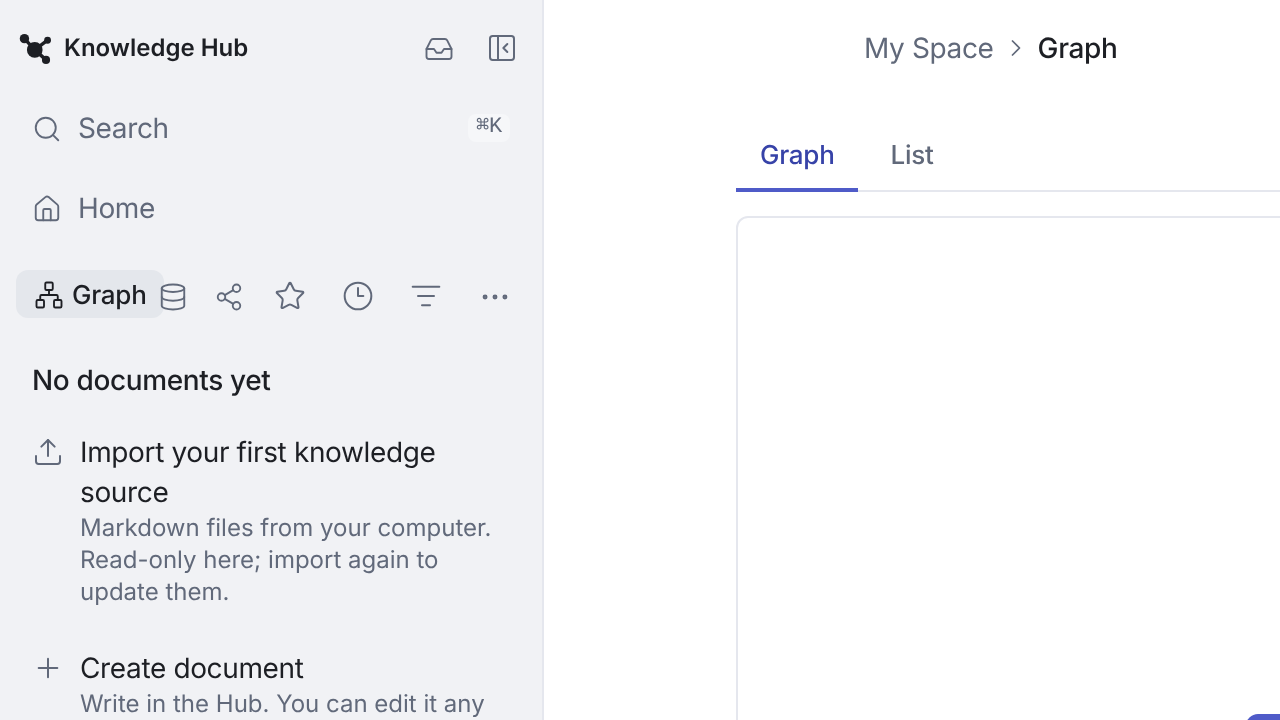 Knowledge Hub
My Space > Graph
Search
⌘K
Graph
List
Home
Graph
No documents yet
Import your first knowledge
source
Markdown files from your computer.
Read-only here; import again to
update them.
Create document
Write in the Hub. You can edit it any